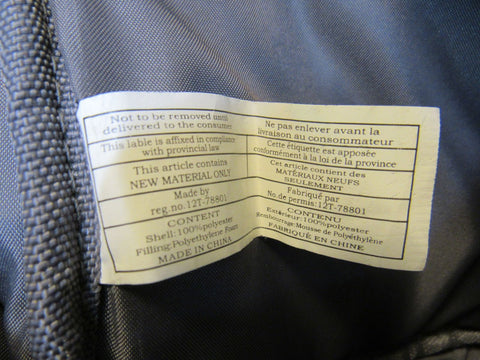 Not to be removed until
delivered to the consumer
This lable is affixed in compliance
with provincial law
This article contains
NEW MATERIAL ONLY
Made by
reg.no.12T-78801
CONTENT
Shell:100%polyester
Filling:Polyethylene Foam
MADE IN CHINA
Ne pas enlever avant la
livraison au consommateur
Cette étiquette est apposée
conformément à la loi de la province
Cet article contient des
MATÉRIAUX NEUFS
SEULEMENT
Fabriqué par
No.de permis:12T-78801
CONTENU
Extérieur:100%polyester
Rembourrage:Mousse de Polyéthylène
FABRIQUÉ EN CHINE